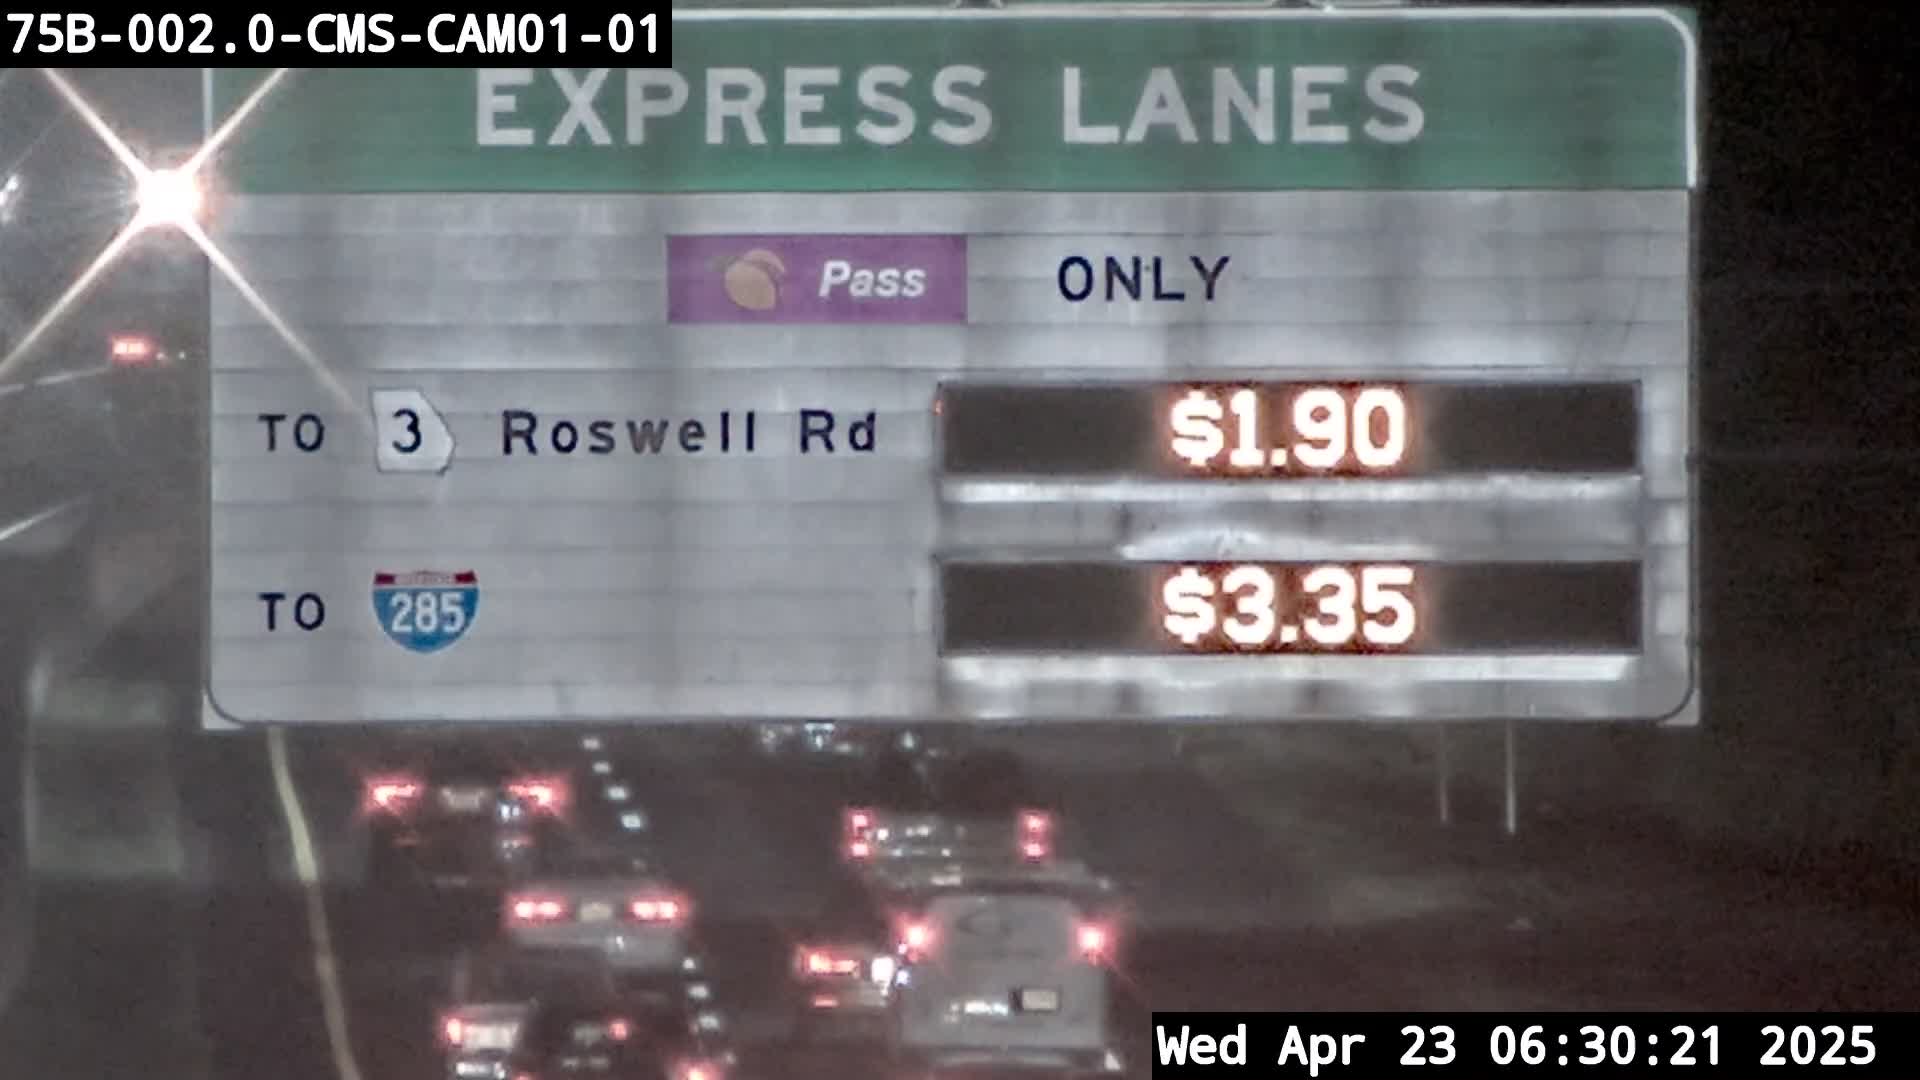 75B-002.0-CMS-CAM01-01
EXPRESS LANES
Pass ONLY
TO 3 Roswell Rd $1.90
TO 285 $3.35
Wed Apr 23 06:30:21 2025